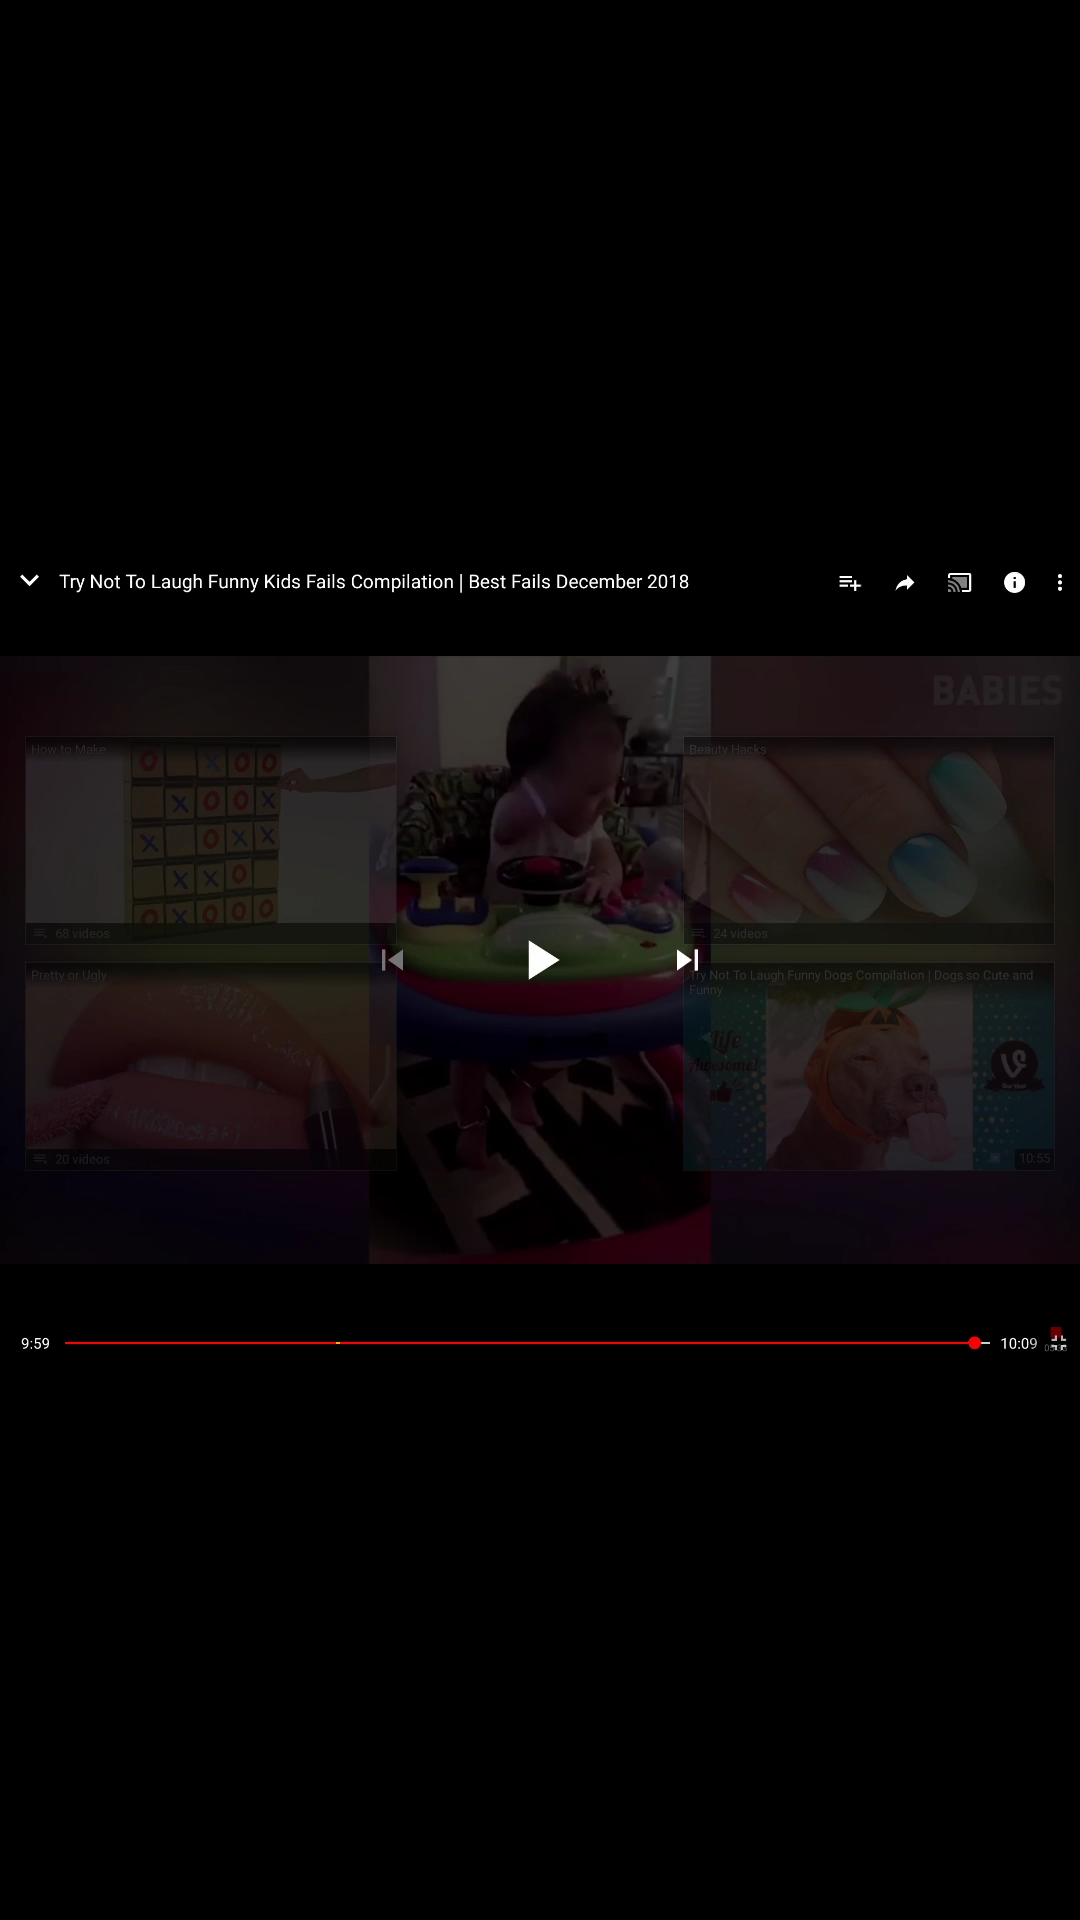 Try Not To Laugh Funny Kids Fails Compilation | Best Fails December 2018
BABIES
How to Make
68 videos
Beauty Hacks
24 videos
Pretty or Ugly
20 videos
Try Not To Laugh Funny Dogs Compilation | Dogs so Cute and
Funny
life
Awesome!
10:55
9:59
10:09